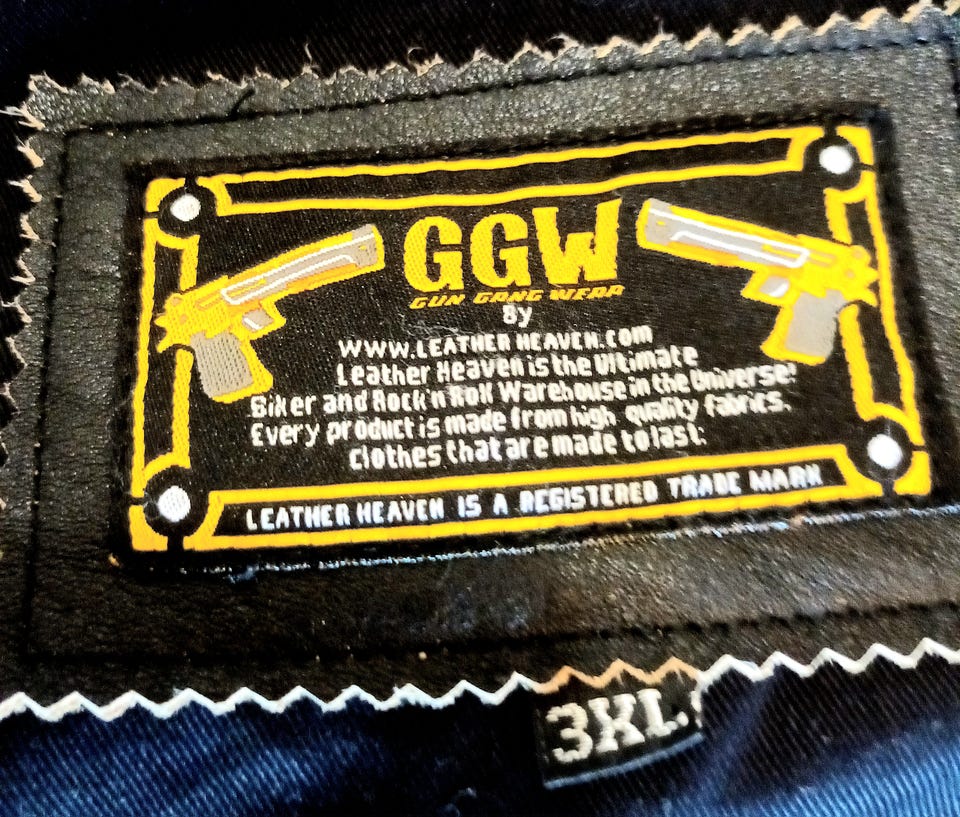 GGW
GUN GANG WEAR
By
WWW.LEATHER HEAVEN.COM
Leather Heaven is the Ultimate
Biker and Rock n Roll Warehouse in the Universe!
Every product is made from high quality fabrics.
clothes that are made to last.
LEATHER HEAVEN IS A REGISTERED TRADE MARK
3XL